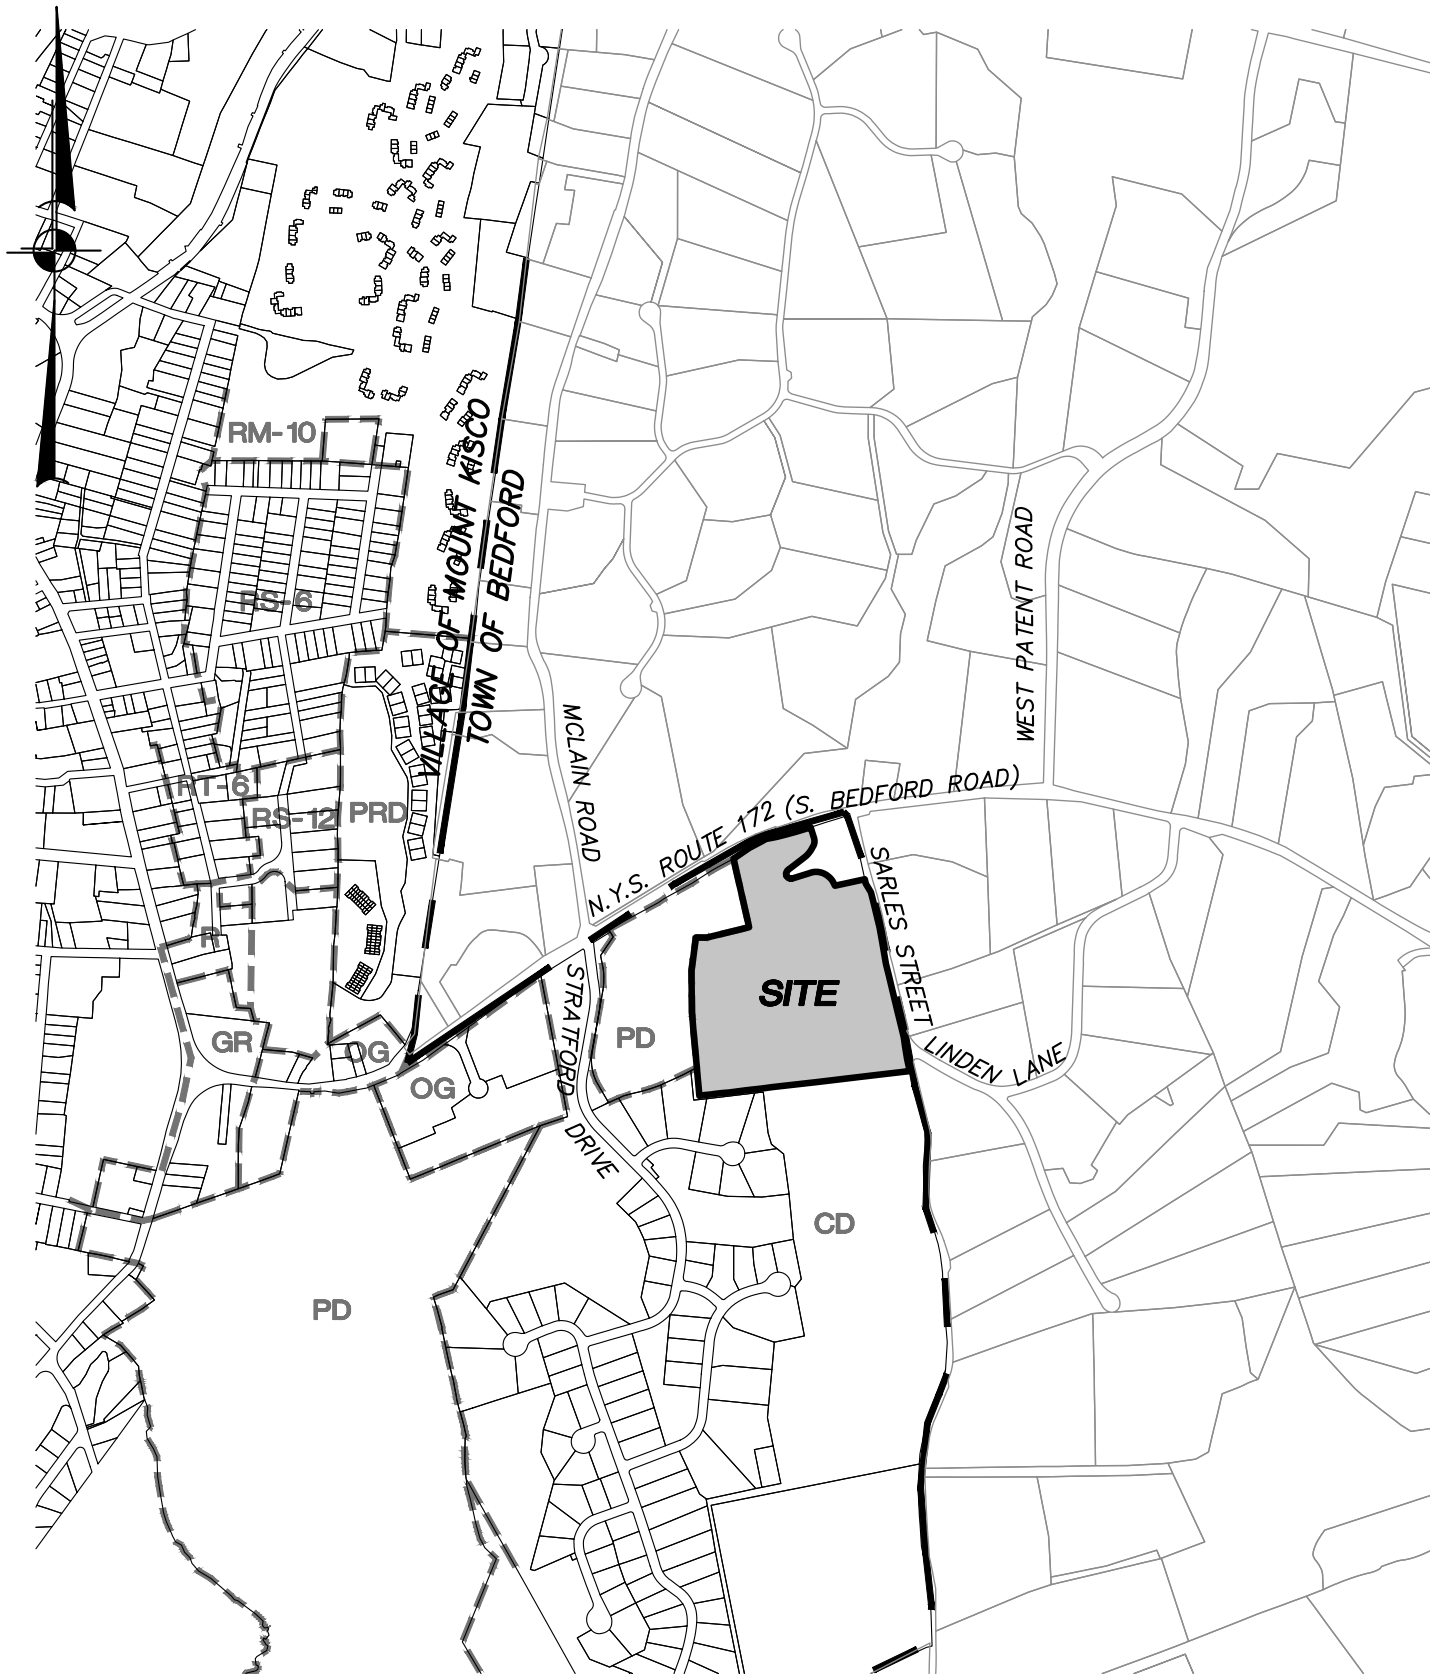 RM-10
VILLAGE OF MOUNT KISCO
TOWN OF BEDFORD
WEST PATENT ROAD
RS-6
MCLAIN ROAD
RT-6
RS-12
PRD
N.Y.S. ROUTE 172 (S. BEDFORD ROAD)
SARLES STREET
R
SITE
STRATFORD
DRIVE
PD
GR
OG
OG
LINDEN LANE
CD
PD